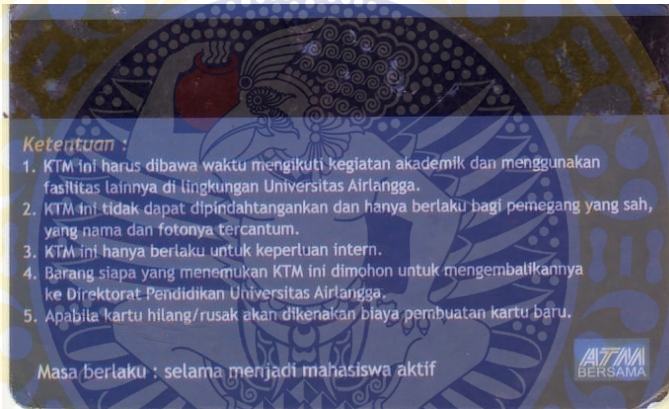 Ketentuan :
1. KTM ini harus dibawa waktu mengikuti kegiatan akademik dan menggunakan
fasilitas lainnya di lingkungan Universitas Airlangga.
2. KTM ini tidak dapat dipindahtangankan dan hanya berlaku bagi pemegang yang sah,
yang nama dan fotonya tercantum.
3. KTM ini hanya berlaku untuk keperluan intern.
4. Barang siapa yang menemukan KTM ini dimohon untuk mengembalikannya
ke Direktorat Pendidikan Universitas Airlangga.
5. Apabila kartu hilang/rusak akan dikenakan biaya pembuatan kartu baru.
Masa berlaku : selama menjadi mahasiswa aktif
ATM
BERSAMA